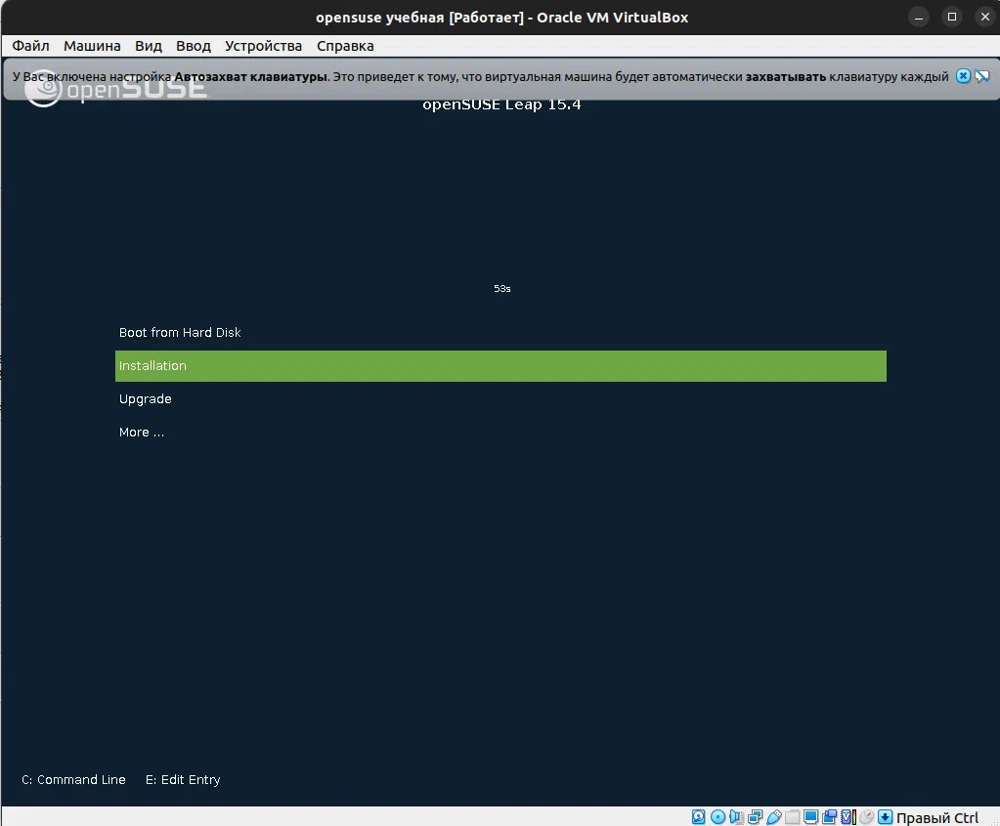 opensuse учебная [Работает] - Oracle VM VirtualBox
Файл Машина Вид Ввод Устройства Справка
У Вас включена настройка Автозахват клавиатуры. Это приведет к тому, что виртуальная машина будет автоматически захватывать клавиатуру каждый
openSUSE
openSUSE Leap 15.4
53s
Boot from Hard Disk
Installation
Upgrade
More ...
C: Command Line E: Edit Entry
Правый Ctrl